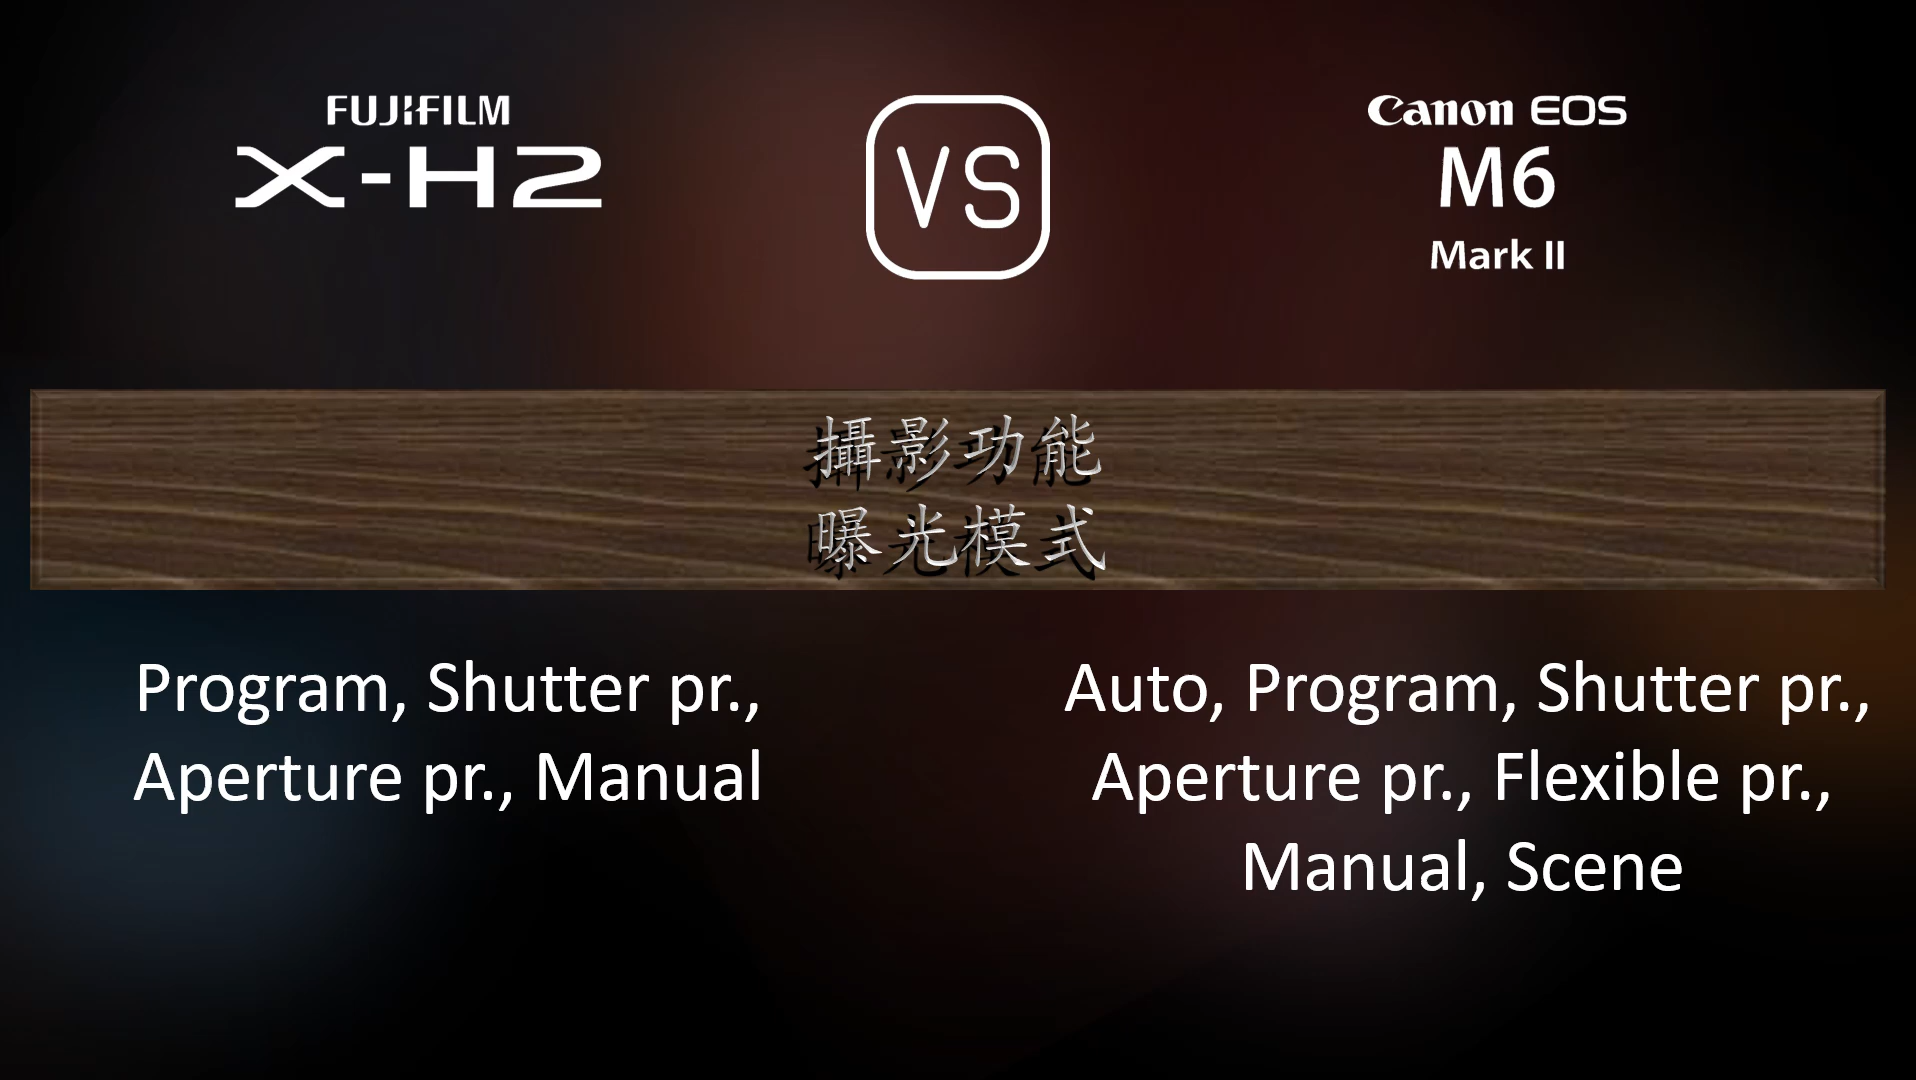 FUJIFILM
X-H2
VS
Canon EOS
M6
Mark II
攝影功能
曝光模式
Program, Shutter pr.,
Aperture pr., Manual
Auto, Program, Shutter pr.,
Aperture pr., Flexible pr.,
Manual, Scene